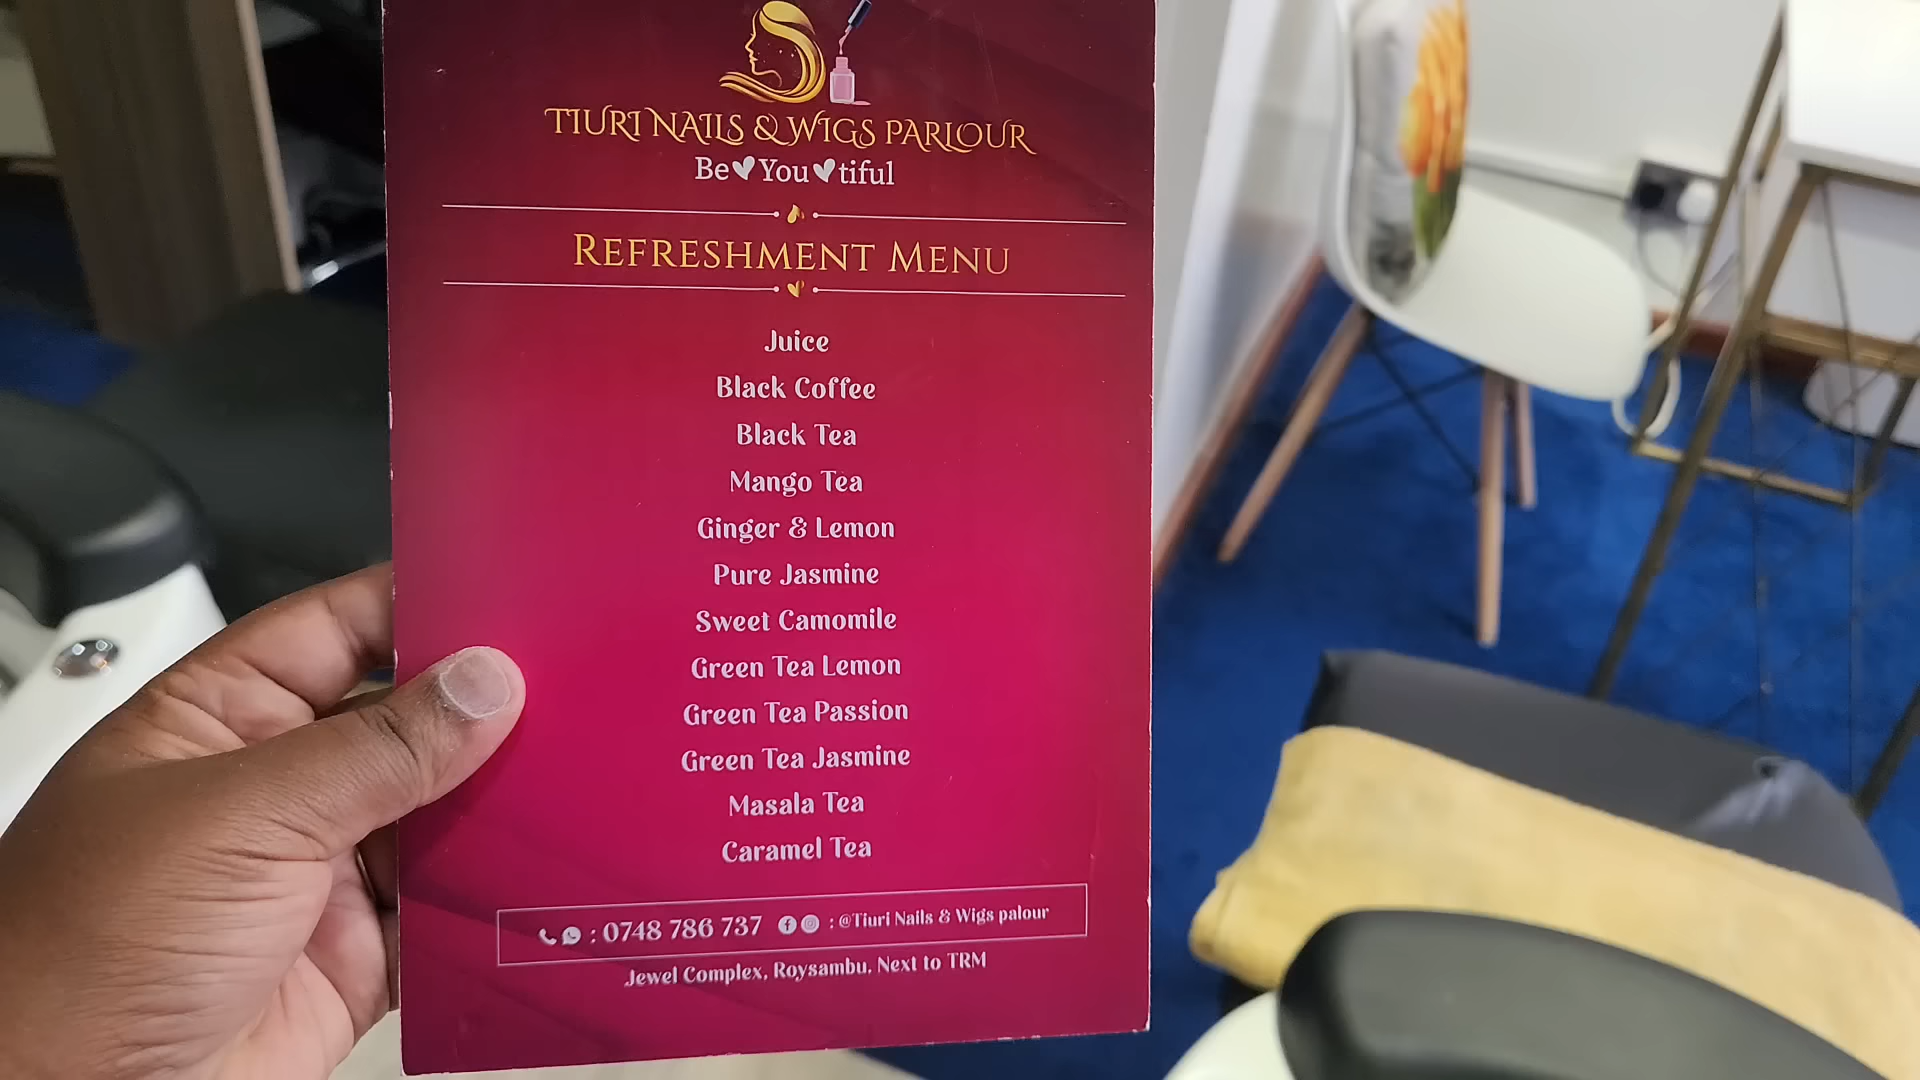 TIURI NAILS & WIGS PARLOUR
Be You tiful
REFRESHMENT MENU
Juice
Black Coffee
Black Tea
Mango Tea
Ginger & Lemon
Pure Jasmine
Sweet Camomile
Green Tea Lemon
Green Tea Passion
Green Tea Jasmine
Masala Tea
Caramel Tea
: 0748 786 737 : @Tiuri Nails & Wigs palour
Jewel Complex, Roysambu, Next to TRM